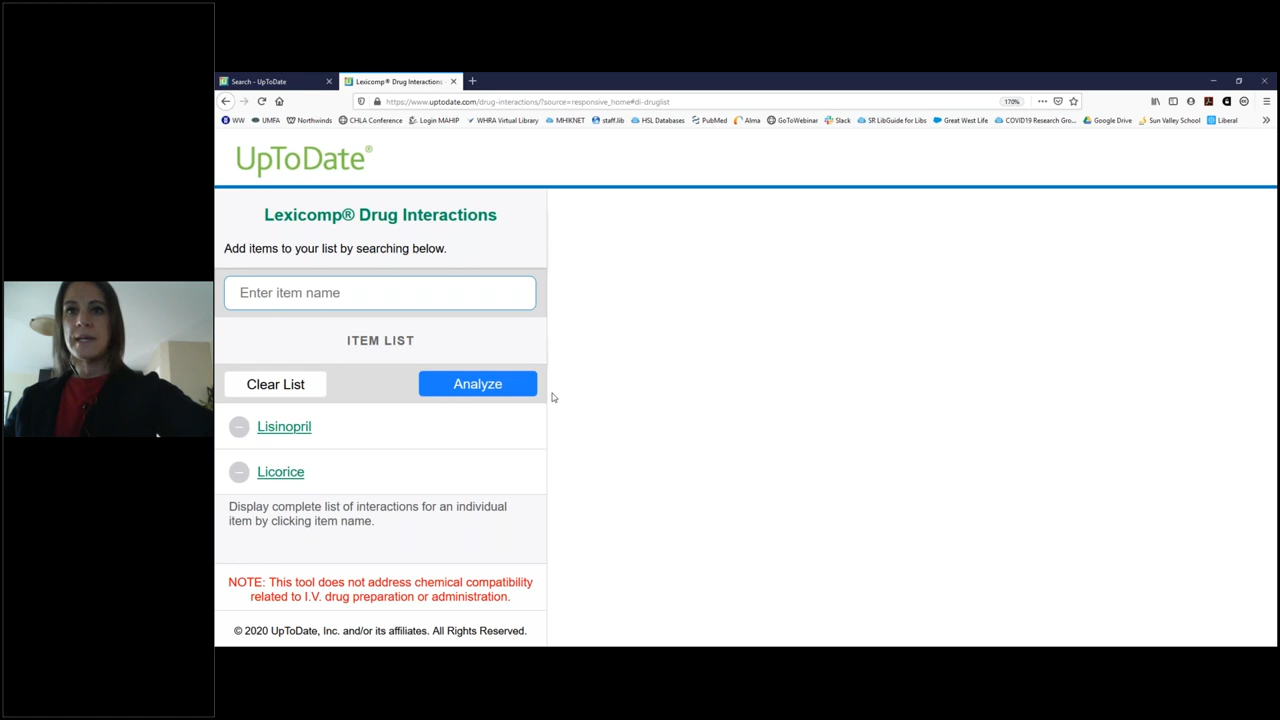 Search - UpToDate
Lexicomp® Drug Interactions
https://www.uptodate.com/drug-interactions/?source=responsive_home#di-druglist
170%
WW UMFA Northwinds CHLA Conference Login MAHIP WHRA Virtual Library MHIKNET staff.lib HSL Databases PubMed Alma GoToWebinar Slack SR LibGuide for Libs Great West Life COVID19 Research Gro... Google Drive Sun Valley School Liberal
UpToDate®
Lexicomp® Drug Interactions
Add items to your list by searching below.
Enter item name
ITEM LIST
Clear List
Analyze
Lisinopril
Licorice
Display complete list of interactions for an individual
item by clicking item name.
NOTE: This tool does not address chemical compatibility
related to I.V. drug preparation or administration.
© 2020 UpToDate, Inc. and/or its affiliates. All Rights Reserved.